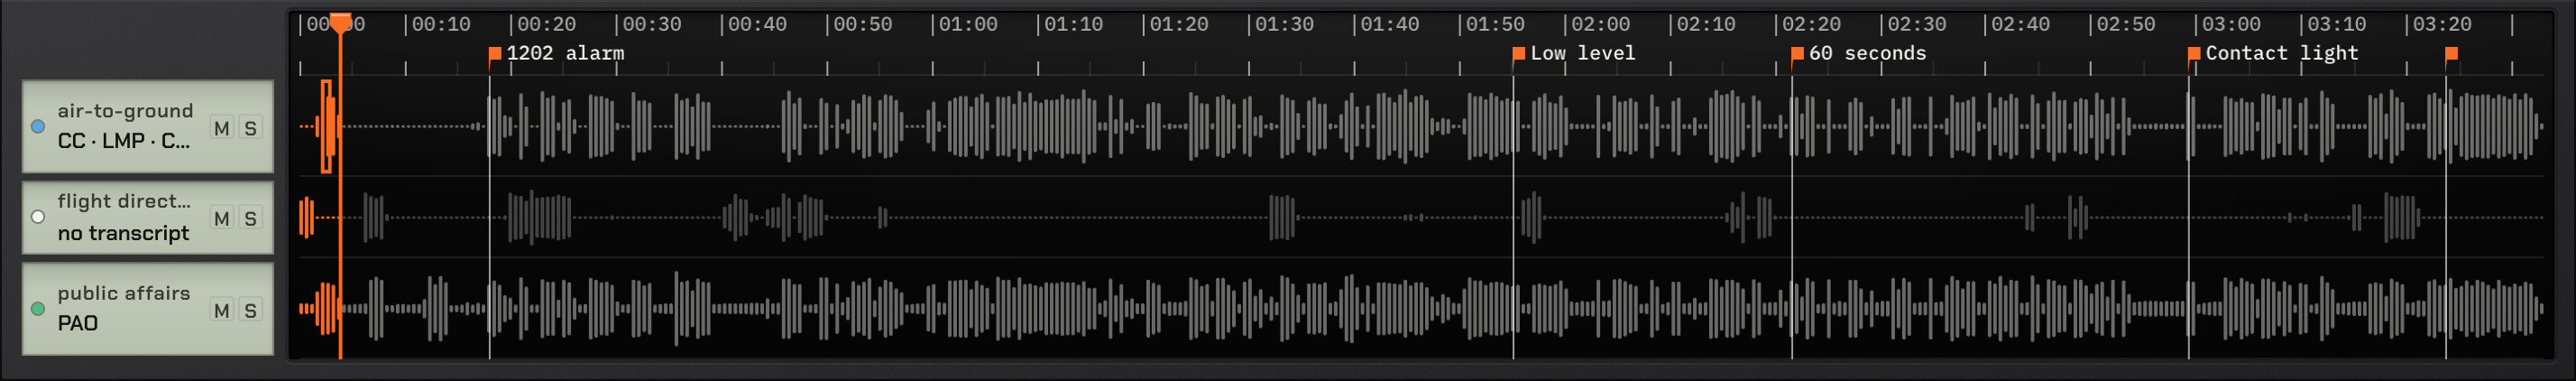 00:10 00:20 00:30 00:40 00:50 01:00 01:10 01:20 01:30 01:40 01:50 02:00 02:10 02:20 02:30 02:40 02:50 03:00 03:10 03:20
1202 alarm Low level 60 seconds Contact light
air-to-ground
CC · LMP · C... M S
flight direct...
no transcript M S
public affairs
PAO M S